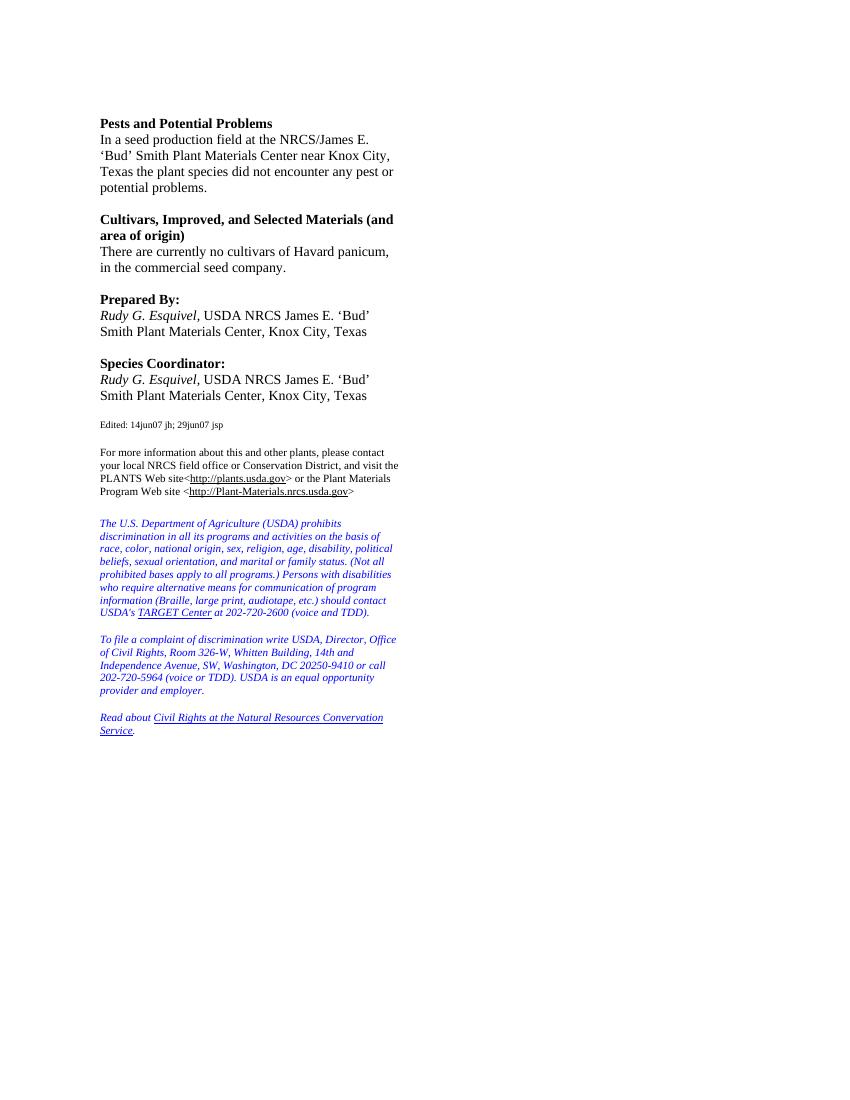 Pests and Potential Problems
In a seed production field at the NRCS/James E.
‘Bud’ Smith Plant Materials Center near Knox City,
Texas the plant species did not encounter any pest or
potential problems.
Cultivars, Improved, and Selected Materials (and
area of origin)
There are currently no cultivars of Havard panicum,
in the commercial seed company.
Prepared By:
Rudy G. Esquivel, USDA NRCS James E. ‘Bud’
Smith Plant Materials Center, Knox City, Texas
Species Coordinator:
Rudy G. Esquivel, USDA NRCS James E. ‘Bud’
Smith Plant Materials Center, Knox City, Texas
Edited: 14jun07 jh; 29jun07 jsp
For more information about this and other plants, please contact
your local NRCS field office or Conservation District, and visit the
PLANTS Web site<http://plants.usda.gov> or the Plant Materials
Program Web site <http://Plant-Materials.nrcs.usda.gov>
The U.S. Department of Agriculture (USDA) prohibits
discrimination in all its programs and activities on the basis of
race, color, national origin, sex, religion, age, disability, political
beliefs, sexual orientation, and marital or family status. (Not all
prohibited bases apply to all programs.) Persons with disabilities
who require alternative means for communication of program
information (Braille, large print, audiotape, etc.) should contact
USDA's TARGET Center at 202-720-2600 (voice and TDD).
To file a complaint of discrimination write USDA, Director, Office
of Civil Rights, Room 326-W, Whitten Building, 14th and
Independence Avenue, SW, Washington, DC 20250-9410 or call
202-720-5964 (voice or TDD). USDA is an equal opportunity
provider and employer.
Read about Civil Rights at the Natural Resources Convervation
Service.